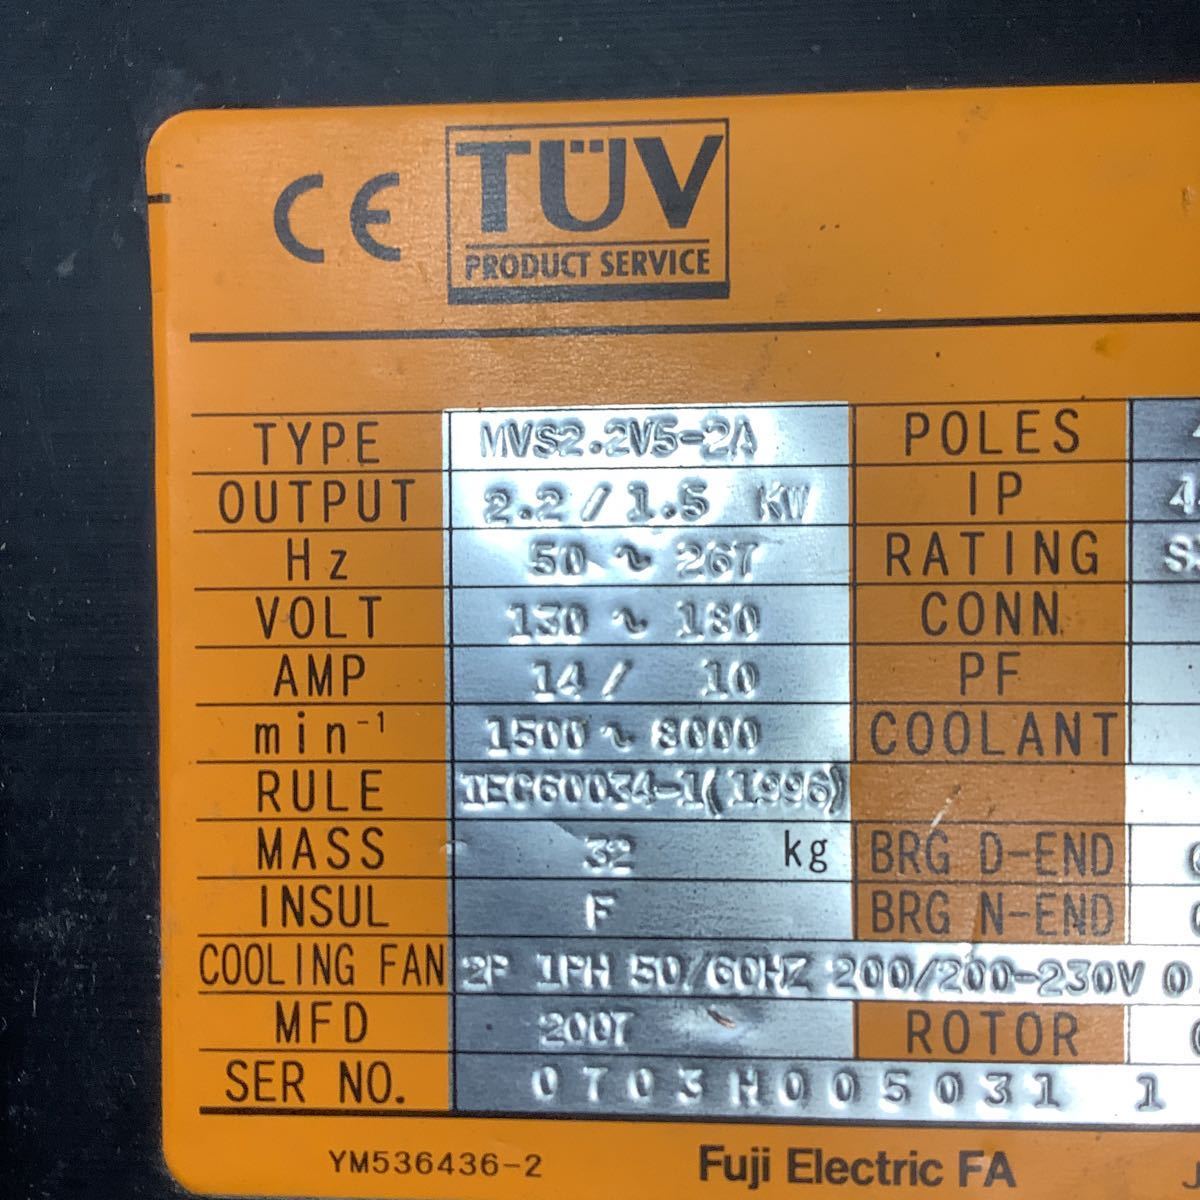 CE TÜV
PRODUCT SERVICE
TYPE MVS2.2V5-2A POLES
OUTPUT 2.2/1.5 KW IP 4
Hz 50 ~ 267 RATING
VOLT 130 ~ 180 CONN.
AMP 14/ 10 PF
min⁻¹ 1500 ~ 8000 COOLANT
RULE IEC60034-1(1996)
MASS 32 kg BRG D-END
INSUL F BRG N-END
COOLING FAN 2P 1PH 50/60HZ 200/200-230V 0
MFD 2007 ROTOR
SER NO. 0703H005031 1
YM536436-2 Fuji Electric FA